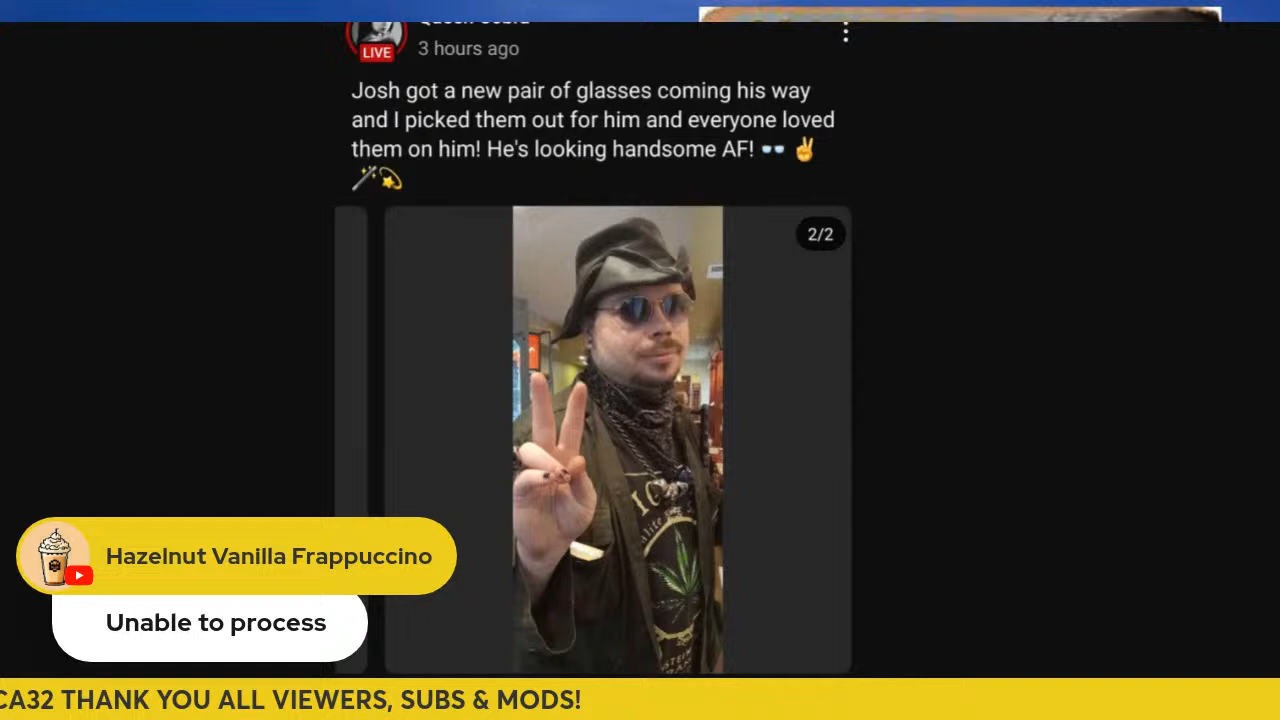 LIVE
3 hours ago
Josh got a new pair of glasses coming his way
and I picked them out for him and everyone loved
them on him! He's looking handsome AF! 🕶️ ✌️
🪄💫
2/2
Hazelnut Vanilla Frappuccino
Unable to process
CA32 THANK YOU ALL VIEWERS, SUBS & MODS!